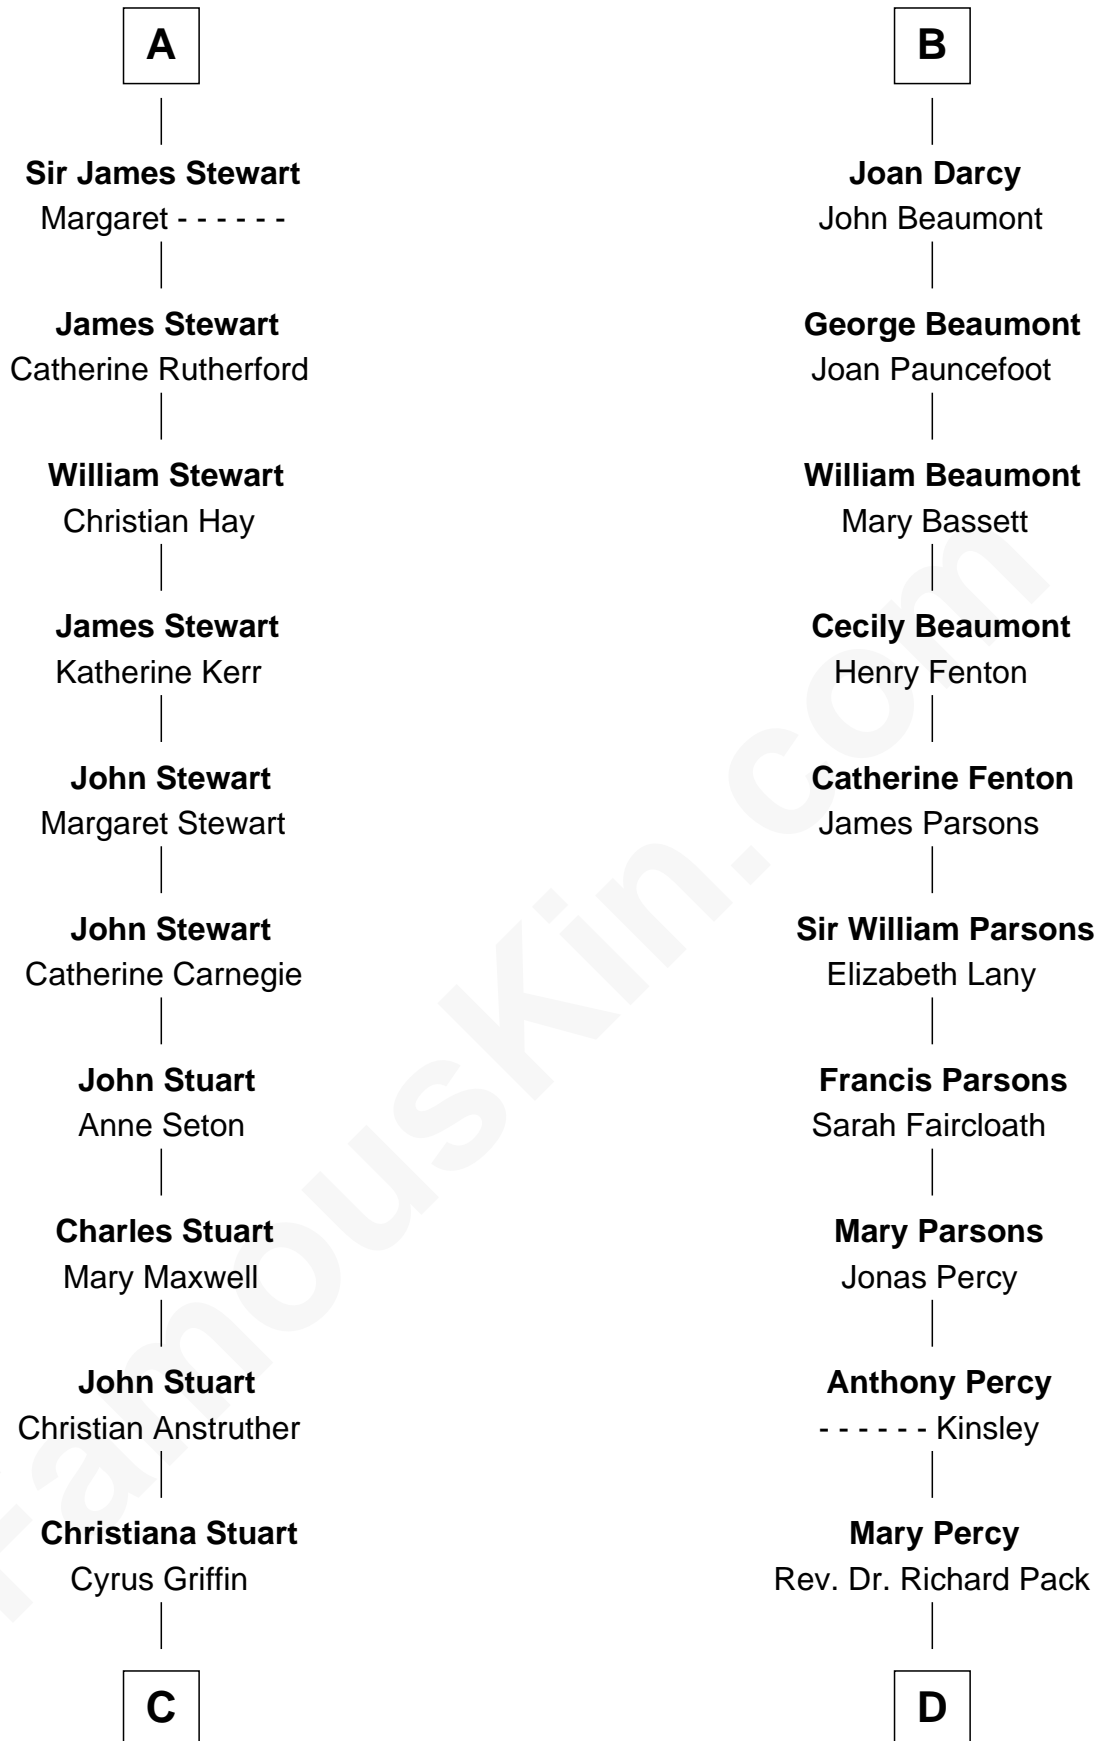 A
Sir James Stewart
Margaret - - - - - -
James Stewart
Catherine Rutherford
William Stewart
Christian Hay
James Stewart
Katherine Kerr
John Stewart
Margaret Stewart
John Stewart
Catherine Carnegie
John Stuart
Anne Seton
Charles Stuart
Mary Maxwell
John Stuart
Christian Anstruther
Christiana Stuart
Cyrus Griffin
C
B
Joan Darcy
John Beaumont
George Beaumont
Joan Pauncefoot
William Beaumont
Mary Bassett
Cecily Beaumont
Henry Fenton
Catherine Fenton
James Parsons
Sir William Parsons
Elizabeth Lany
Francis Parsons
Sarah Faircloath
Mary Parsons
Jonas Percy
Anthony Percy
- - - - - - Kinsley
Mary Percy
Rev. Dr. Richard Pack
D
FamousKin.com